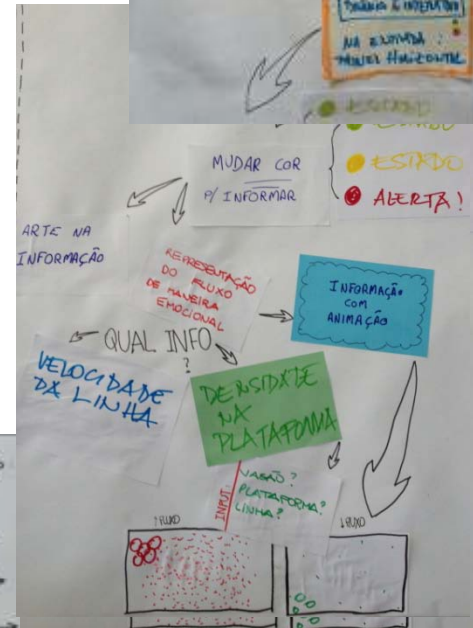 NA ENTRADA:
PAINEL HORIZONTAL
ESTADO
ESTADO
ALERTA!
MUDAR COR
P/ INFORMAR
ARTE NA
INFORMAÇÃO
REPRESENTAÇÃO
DO FLUXO
DE MANEIRA
EMOCIONAL
INFORMAÇÃO
COM
ANIMAÇÃO
QUAL INFO
?
VELOCIDADE
DA LINHA
DENSIDADE
NA
PLATAFORMA
INPUT:
VAGÃO?
PLATAFORMA?
LINHA?
↑ FLUXO
↓ FLUXO